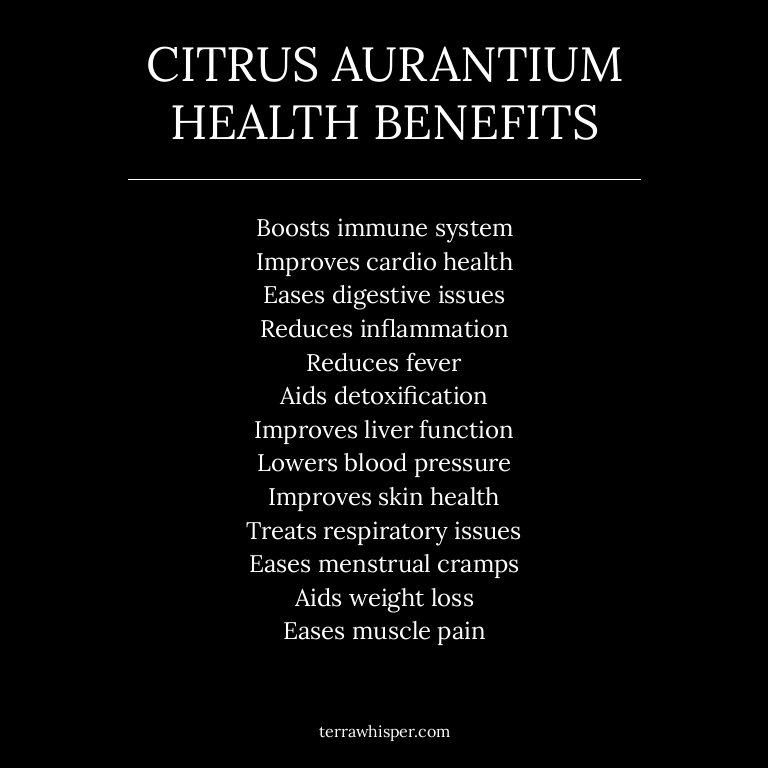 CITRUS AURANTIUM
HEALTH BENEFITS
Boosts immune system
Improves cardio health
Eases digestive issues
Reduces inflammation
Reduces fever
Aids detoxification
Improves liver function
Lowers blood pressure
Improves skin health
Treats respiratory issues
Eases menstrual cramps
Aids weight loss
Eases muscle pain
terrawhisper.com